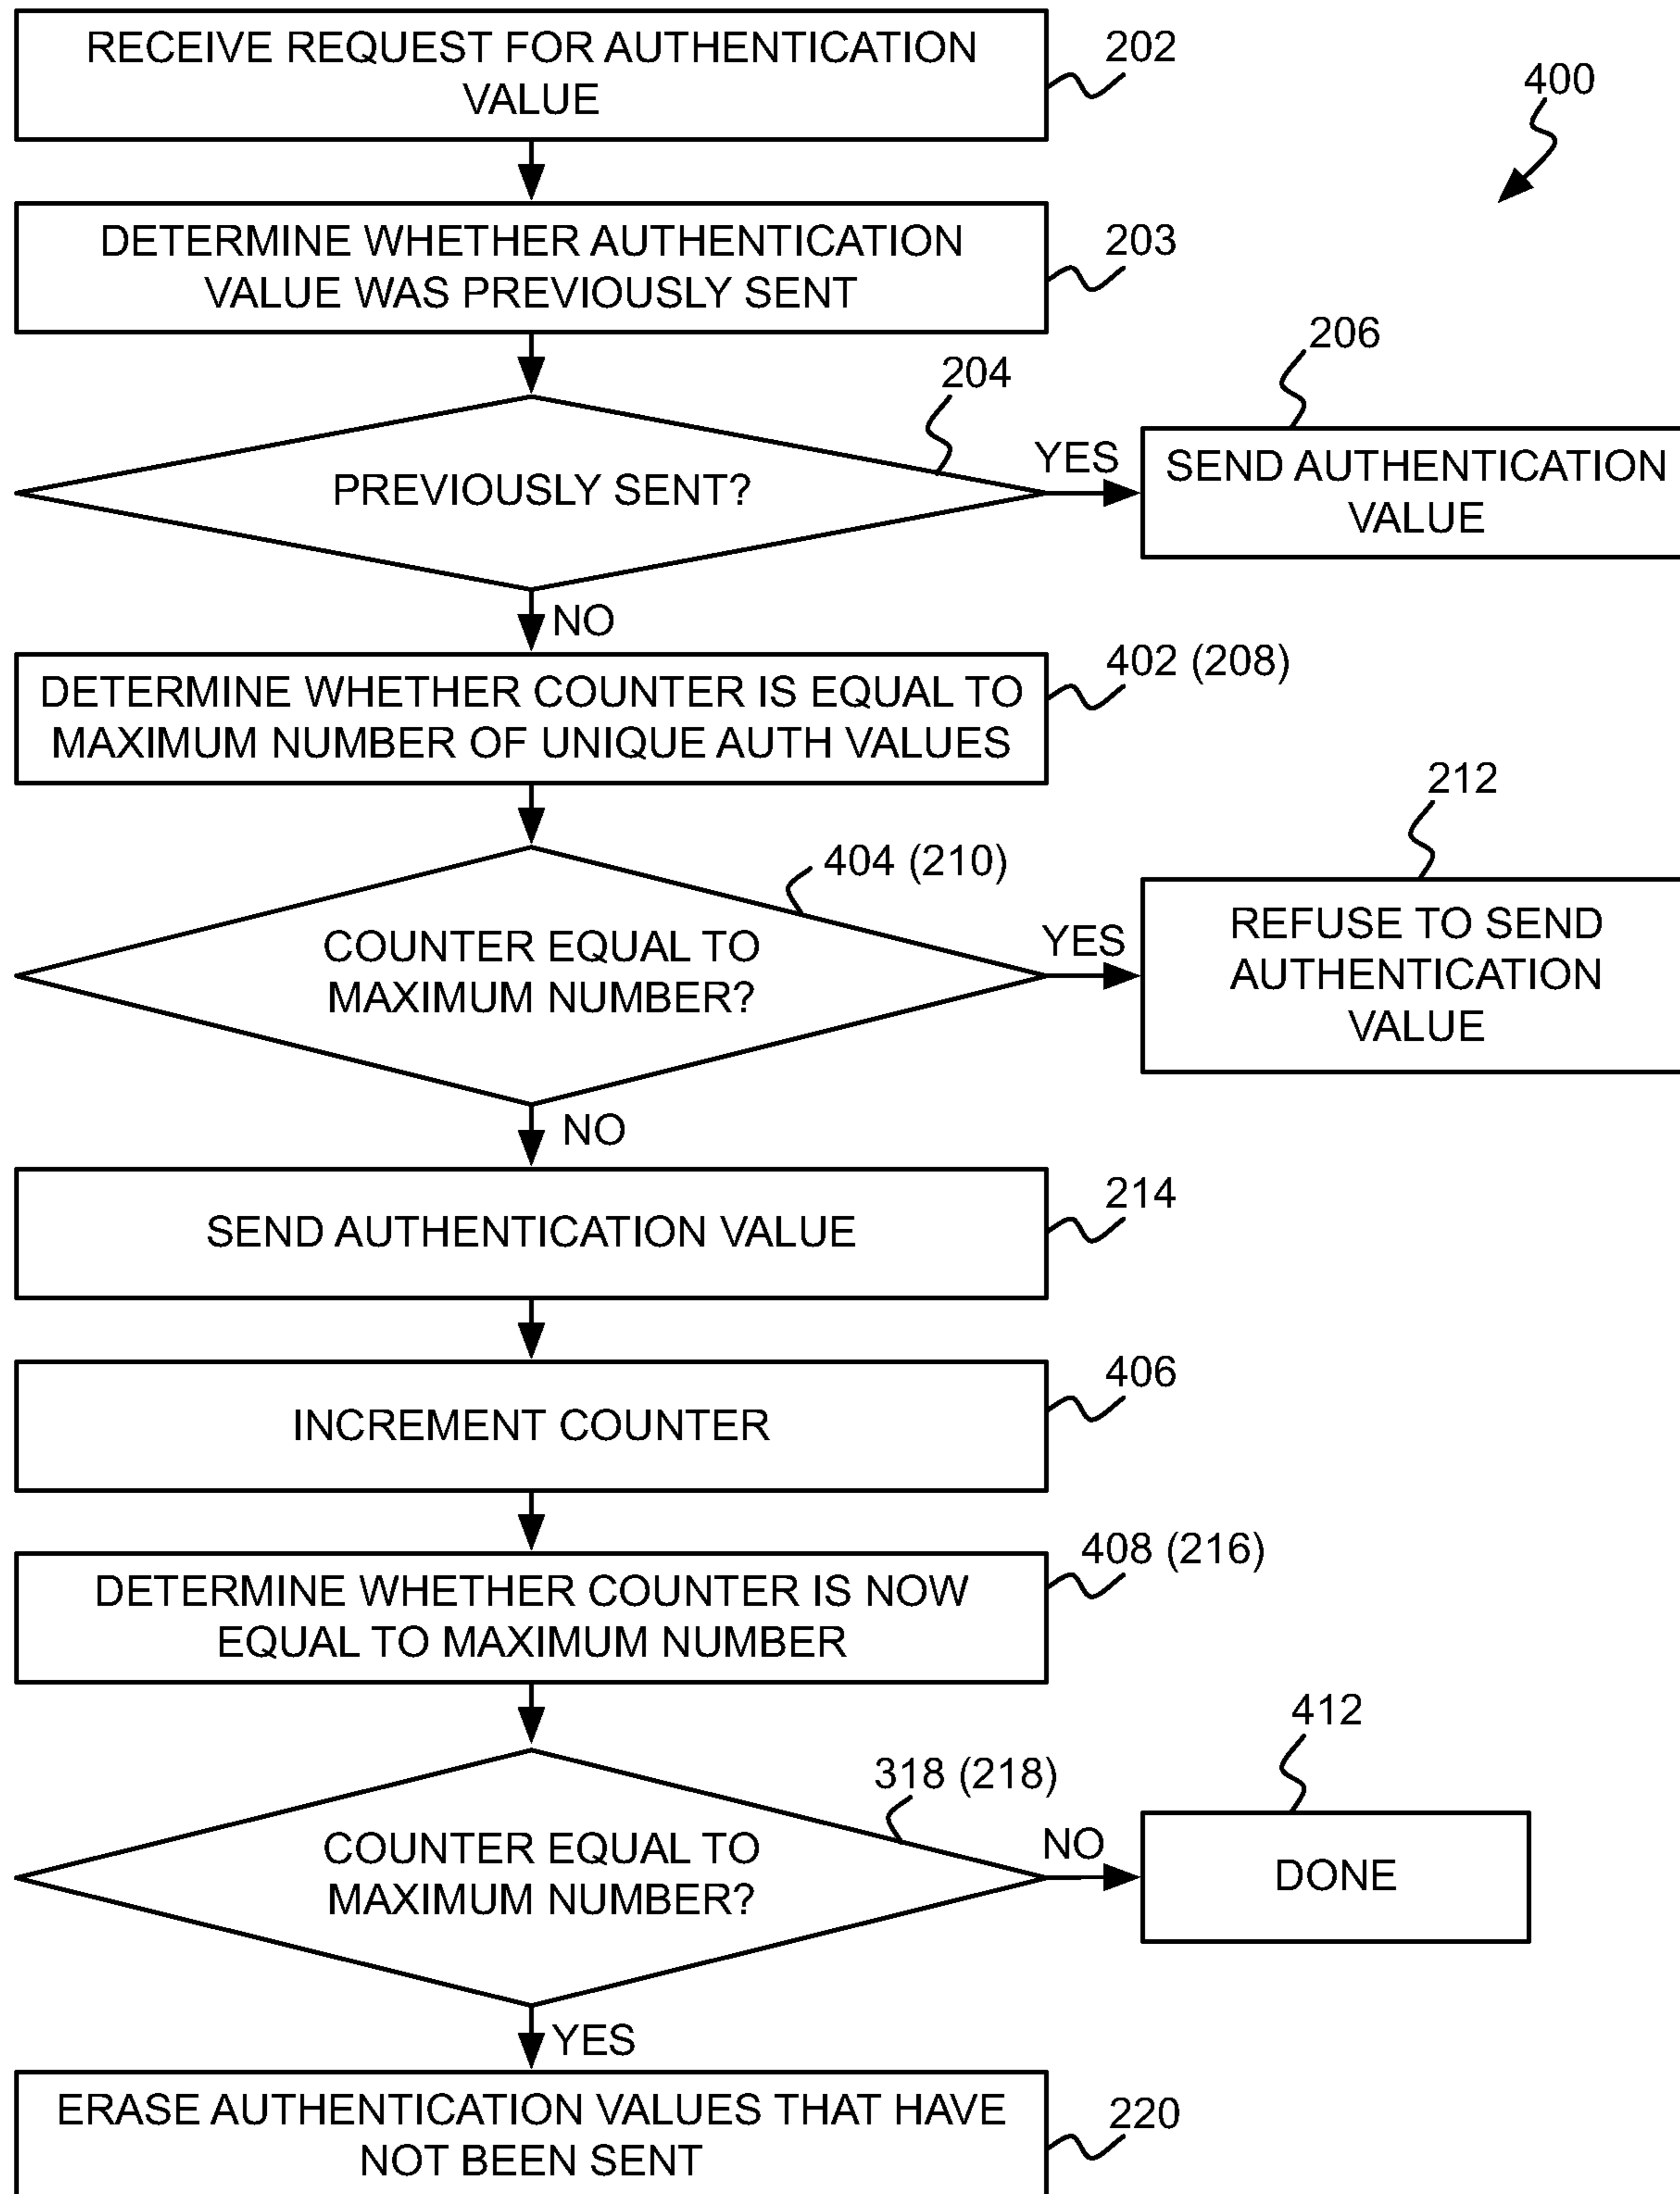 RECEIVE REQUEST FOR AUTHENTICATION
VALUE
202
400
DETERMINE WHETHER AUTHENTICATION
VALUE WAS PREVIOUSLY SENT
203
206
204
PREVIOUSLY SENT?
YES
SEND AUTHENTICATION
VALUE
NO
DETERMINE WHETHER COUNTER IS EQUAL TO
MAXIMUM NUMBER OF UNIQUE AUTH VALUES
402 (208)
212
404 (210)
COUNTER EQUAL TO
MAXIMUM NUMBER?
YES
REFUSE TO SEND
AUTHENTICATION
VALUE
NO
SEND AUTHENTICATION VALUE
214
INCREMENT COUNTER
406
DETERMINE WHETHER COUNTER IS NOW
EQUAL TO MAXIMUM NUMBER
408 (216)
412
318 (218)
COUNTER EQUAL TO
MAXIMUM NUMBER?
NO
DONE
YES
ERASE AUTHENTICATION VALUES THAT HAVE
NOT BEEN SENT
220